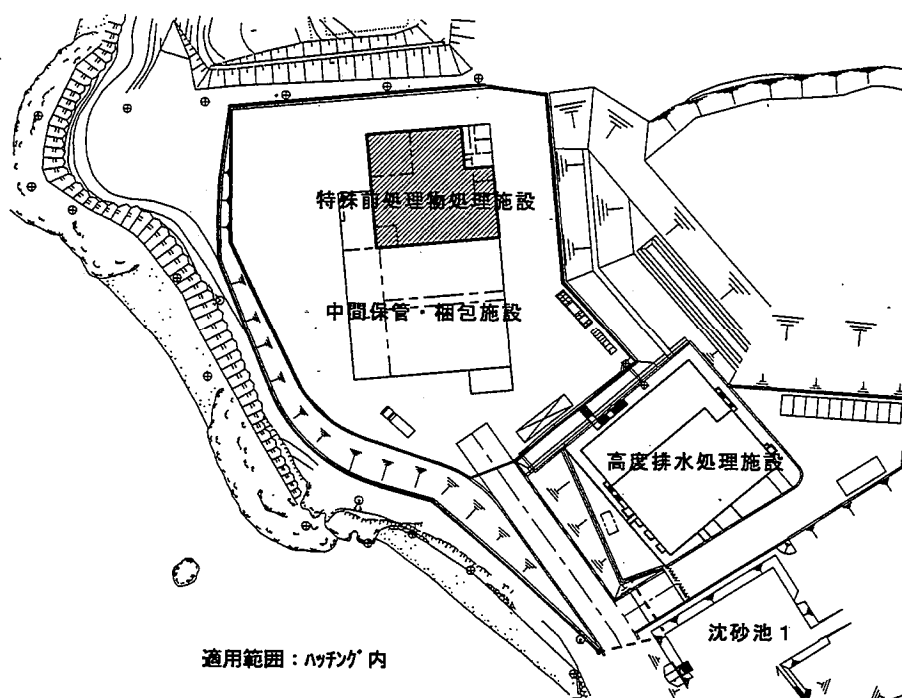 特殊前処理物処理施設
中間保管・梱包施設
高度排水処理施設
沈砂池1
適用範囲：ハッチング内